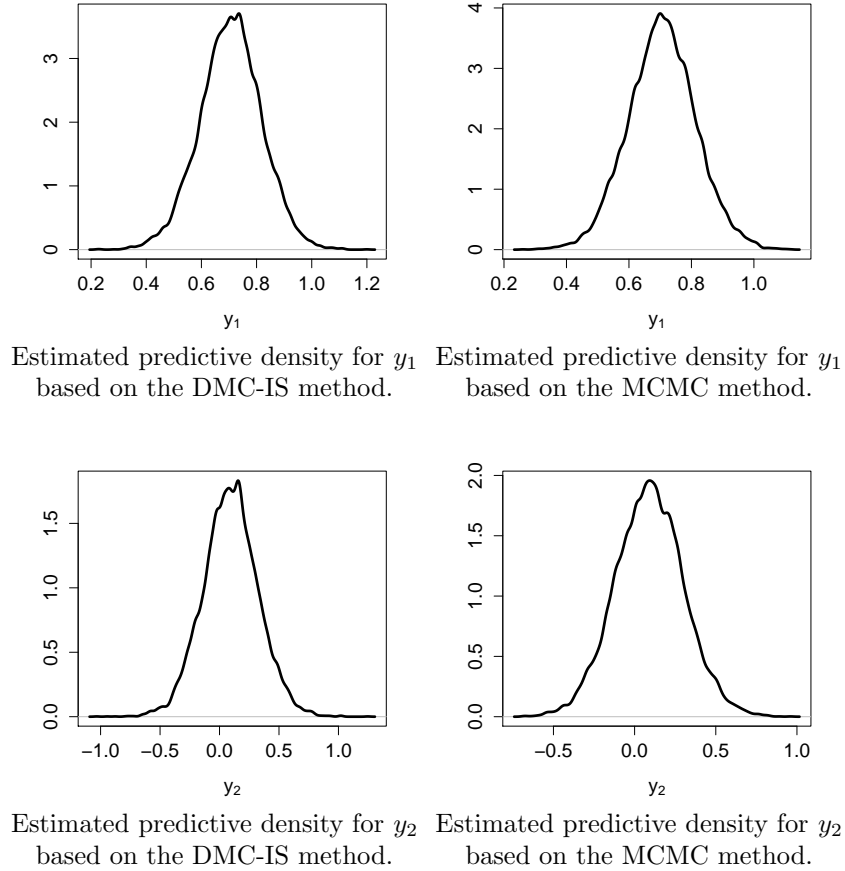 0 1 2 3
0.2 0.4 0.6 0.8 1.0 1.2
y₁
0 1 2 3 4
0.2 0.4 0.6 0.8 1.0
y₁
Estimated predictive density for y₁
based on the DMC-IS method.
Estimated predictive density for y₁
based on the MCMC method.
0.0 0.5 1.0 1.5
−1.0 −0.5 0.0 0.5 1.0
y₂
0.0 0.5 1.0 1.5 2.0
−0.5 0.0 0.5 1.0
y₂
Estimated predictive density for y₂
based on the DMC-IS method.
Estimated predictive density for y₂
based on the MCMC method.